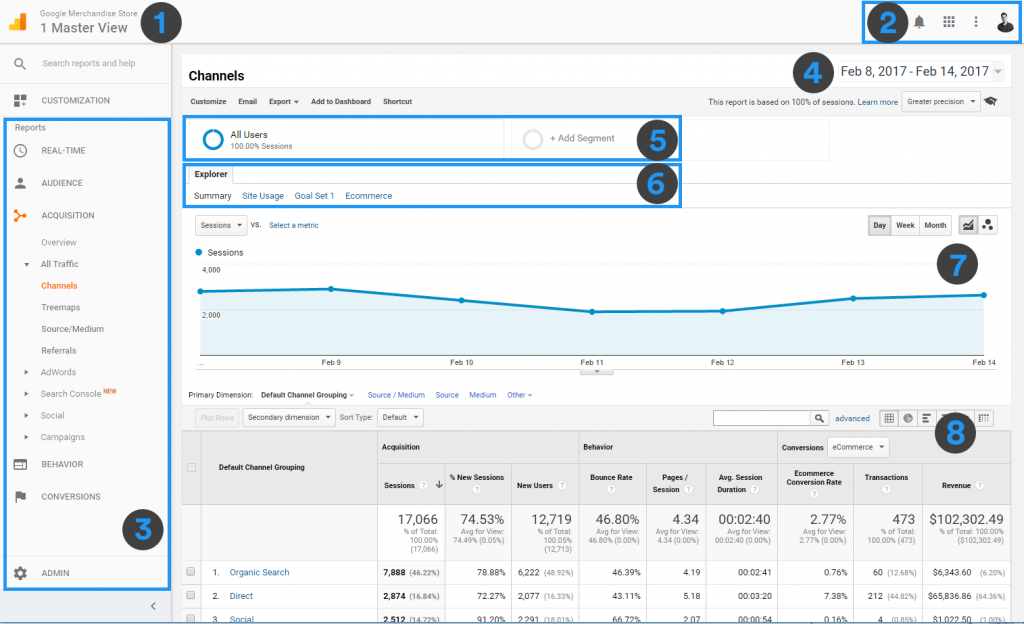 Google Merchandise Store
1 Master View
1
2
Search reports and help
CUSTOMIZATION
Reports
REAL-TIME
AUDIENCE
ACQUISITION
Overview
All Traffic
Channels
Treemaps
Source/Medium
Referrals
AdWords
Search Console NEW
Social
Campaigns
BEHAVIOR
CONVERSIONS
3
ADMIN
Channels
4
Feb 8, 2017 - Feb 14, 2017
Customize Email Export Add to Dashboard Shortcut
This report is based on 100% of sessions. Learn more Greater precision
All Users
100.00% Sessions
+ Add Segment
5
Explorer
6
Summary Site Usage Goal Set 1 Ecommerce
Sessions VS. Select a metric
Day Week Month
Sessions
7
4,000
2,000
... Feb 9 Feb 10 Feb 11 Feb 12 Feb 13 Feb 14
Primary Dimension: Default Channel Grouping Source / Medium Source Medium Other
Plot Rows Secondary dimension Sort Type: Default advanced
8
Default Channel Grouping
Acquisition Behavior Conversions eCommerce
Sessions ? % New Sessions ? New Users ? Bounce Rate ? Pages / Session ? Avg. Session Duration ? Ecommerce Conversion Rate ? Transactions ? Revenue ?
17,066 74.53% 12,719 46.80% 4.34 00:02:40 2.77% 473 $102,302.49
% of Total: Avg for View: % of Total: Avg for View: Avg for View: Avg for View: Avg for View: % of Total: % of Total: 100.00%
100.00% 74.49% (0.05%) 100.05% 46.80% (0.00%) 4.34 (0.00%) 00:02:40 (0.00%) 2.77% (0.00%) 100.00% (473) ($102,302.49)
(17,066) (12,713)
1. Organic Search 7,888 (46.22%) 78.88% 6,222 (48.92%) 46.39% 4.19 00:02:41 0.76% 60 (12.68%) $6,343.60 (6.20%)
2. Direct 2,874 (16.84%) 72.27% 2,077 (16.33%) 43.11% 5.18 00:03:20 7.38% 212 (44.82%) $65,836.86 (64.36%)
3. Social 2,512 (14.72%) 91.20% 2,291 (18.01%) 66.72% 2.07 00:00:54 0.16% 4 (0.85%) $1,022.50 (1.00%)